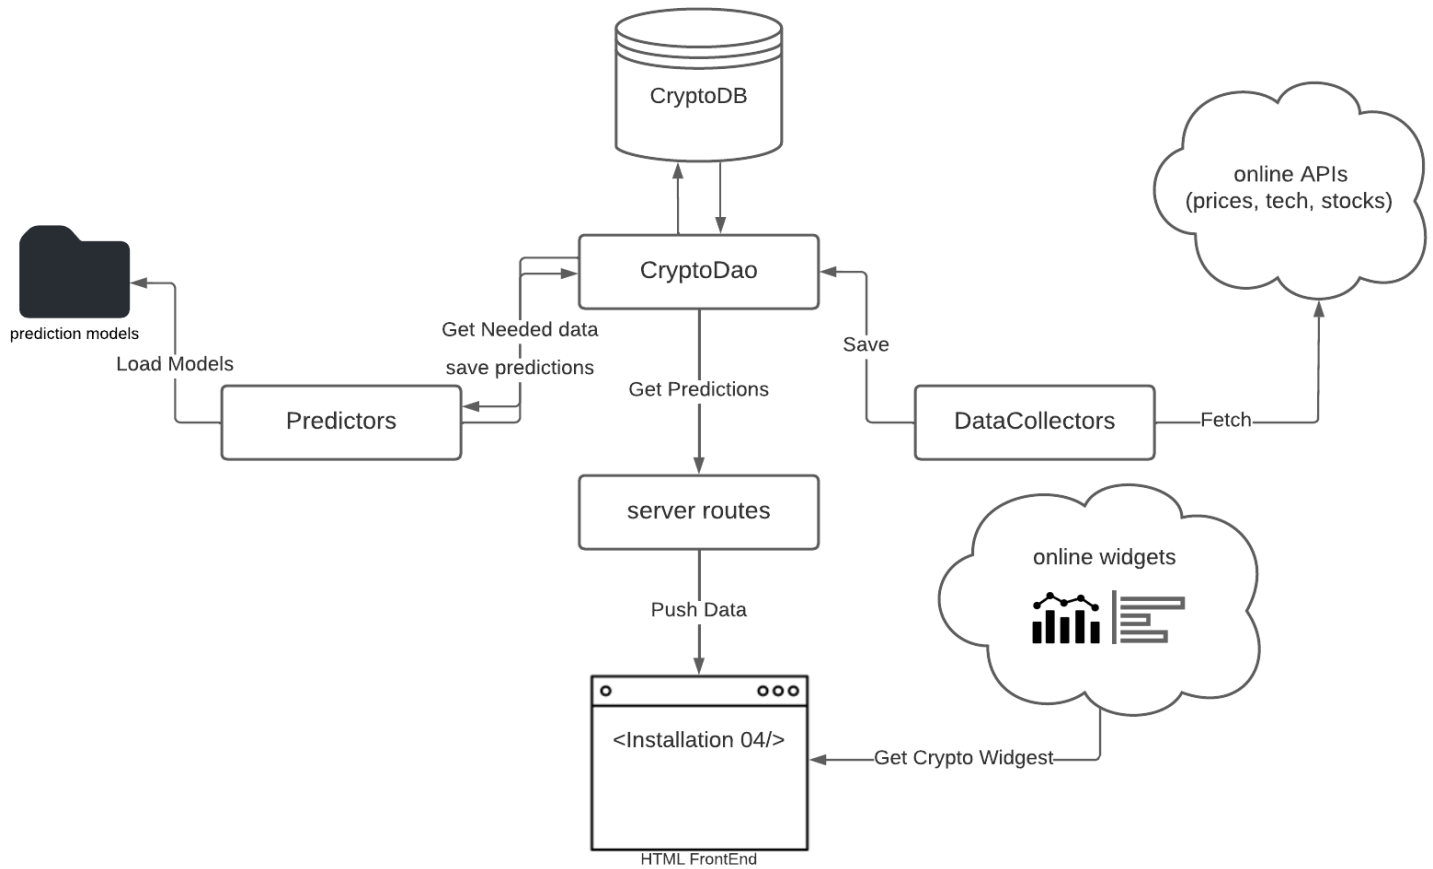 CryptoDB
online APIs
(prices, tech, stocks)
CryptoDao
prediction models
Get Needed data
Load Models
save predictions
Save
Get Predictions
Predictors
DataCollectors
Fetch
server routes
online widgets
Push Data
<Installation 04/>
Get Crypto Widgest
HTML FrontEnd